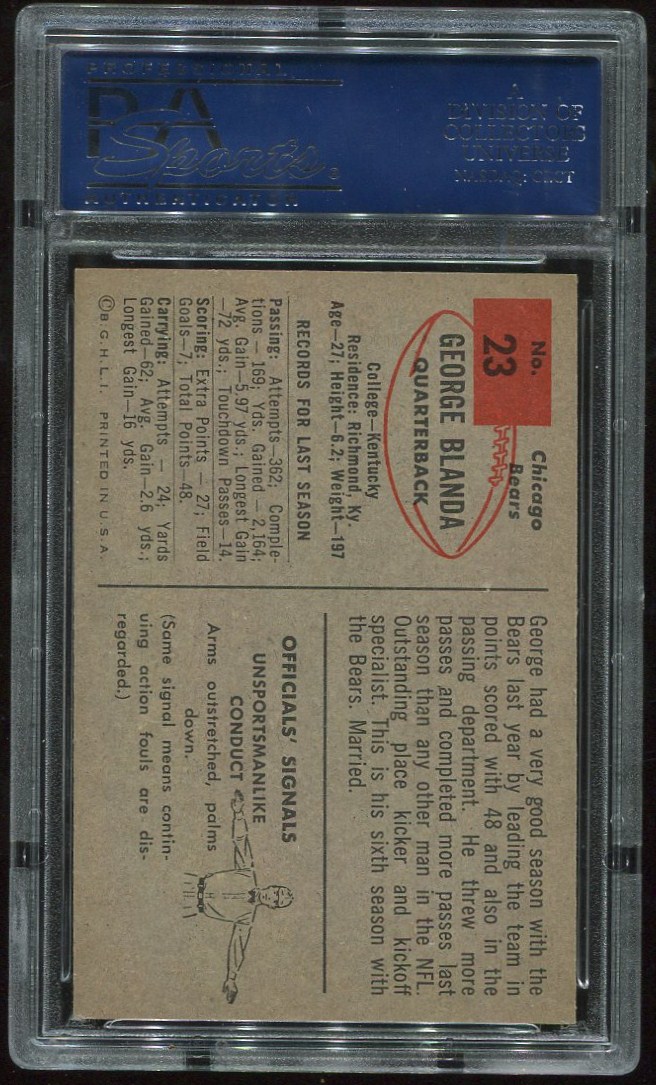 PROFESSIONAL
PSA
Sports
AUTHENTICATOR
A
DIVISION OF
COLLECTORS
UNIVERSE
NASDAQ: CLCT
No.
23
Chicago
Bears
GEORGE BLANDA
QUARTERBACK
College—Kentucky
Residence: Richmond, Ky
Age—27; Height—6.2; Weight—197
RECORDS FOR LAST SEASON
Passing: Attempts—362; Comple-
tions — 169; Yds. Gained — 2,164;
Avg. Gain—5.97 yds.; Longest Gain
—72 yds.; Touchdown Passes—14.
Scoring: Extra Points — 27; Field
Goals—7; Total Points—48.
Carrying: Attempts — 24; Yards
Gained—62; Avg. Gain—2.6 yds.;
Longest Gain—16 yds.
©B.G.H.L.I. PRINTED IN U.S.A.
George had a very good season with the
Bears last year by leading the team in
points scored with 48 and also in the
passing department. He threw more
passes and completed more passes last
season than any other man in the NFL.
Outstanding place kicker and kickoff
specialist. This is his sixth season with
the Bears. Married.
OFFICIALS' SIGNALS
UNSPORTSMANLIKE
CONDUCT
Arms outstretched, palms
down.
(Same signal means contin-
uing action fouls are dis-
regarded.)